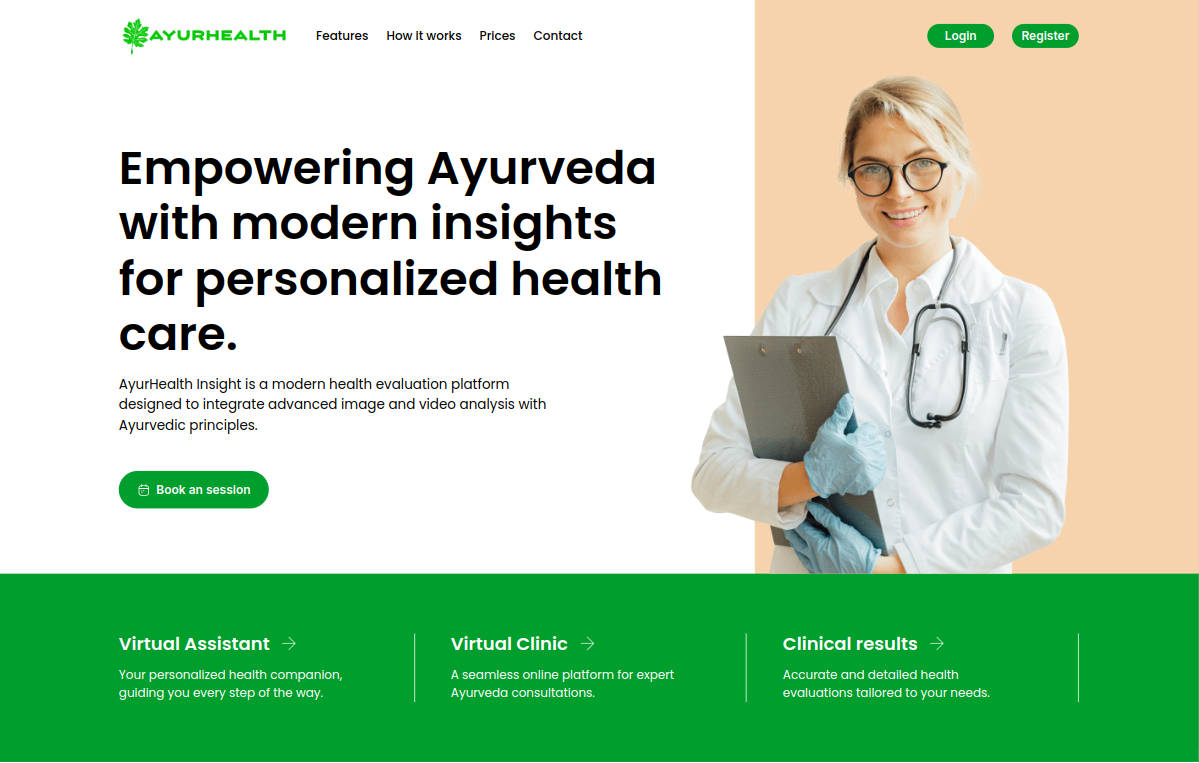 AYURHEALTH
Features
How it works
Prices
Contact
Login
Register
Empowering Ayurveda
with modern insights
for personalized health
care.
AyurHealth Insight is a modern health evaluation platform
designed to integrate advanced image and video analysis with
Ayurvedic principles.
Book an session
Virtual Assistant
Your personalized health companion,
guiding you every step of the way.
Virtual Clinic
A seamless online platform for expert
Ayurveda consultations.
Clinical results
Accurate and detailed health
evaluations tailored to your needs.